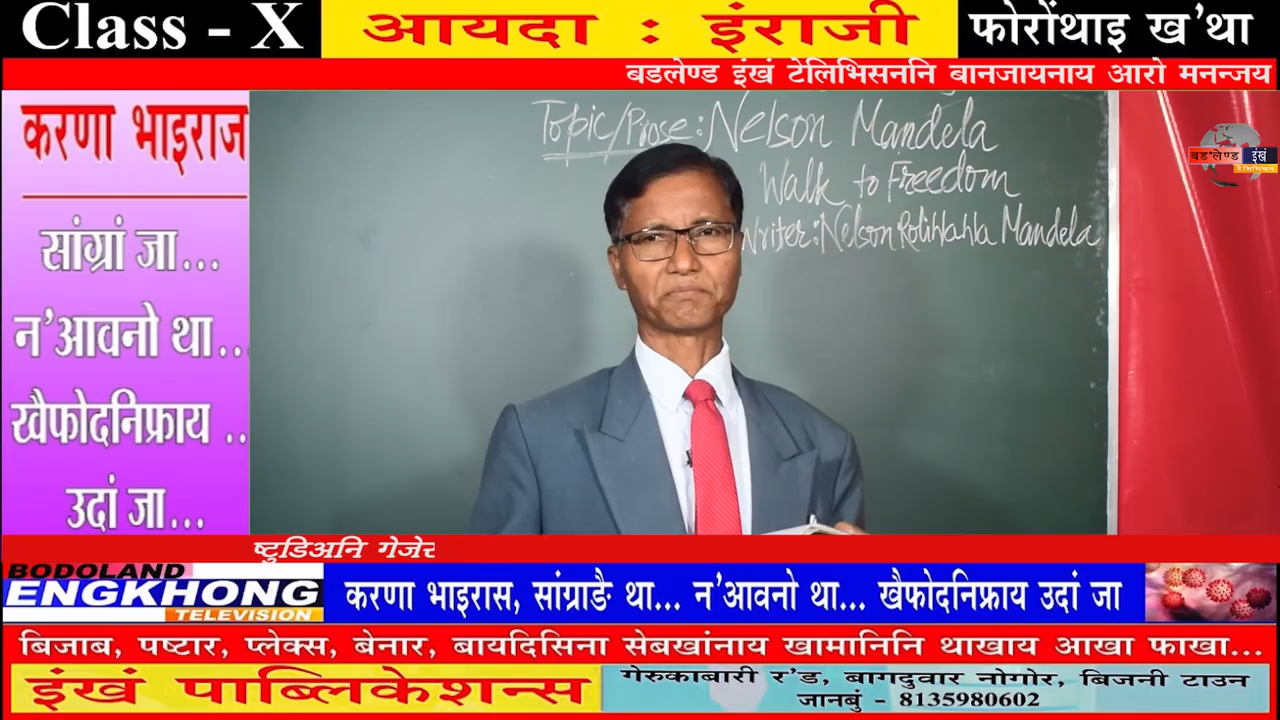 Class - X
आयदा : इंराजी
फोरोंथाइ ख'था
बडलेण्ड इंखं टेलिभिसननि बानजायनाय आरो मनन्जय
करणा भाइराज
सांग्रां जा...
न'आवनो था...
खैफोदनिफ्राय ..
उदां जा...
Topic/Prose: Nelson Mandela
Walk to Freedom
Writer: Nelson Rolihlahla Mandela
बड'लेण्ड इंखं
टेलिभिसन
ष्टुडिअनि गेजेर
BODOLAND
ENGKHONG
TELEVISION
करणा भाइरास, सांग्राङै था... न'आवनो था... खैफोदनिफ्राय उदां जा
बिजाब, पष्टार, प्लेक्स, बेनार, बायदिसिना सेबखांनाय खामानिनि थाखाय आखा फाखा...
इंखं पाब्लिकेशन्स
गेरुकाबारी र'ड, बागदुवार नोगोर, बिजनी टाउन
जानबुं - 8135980602